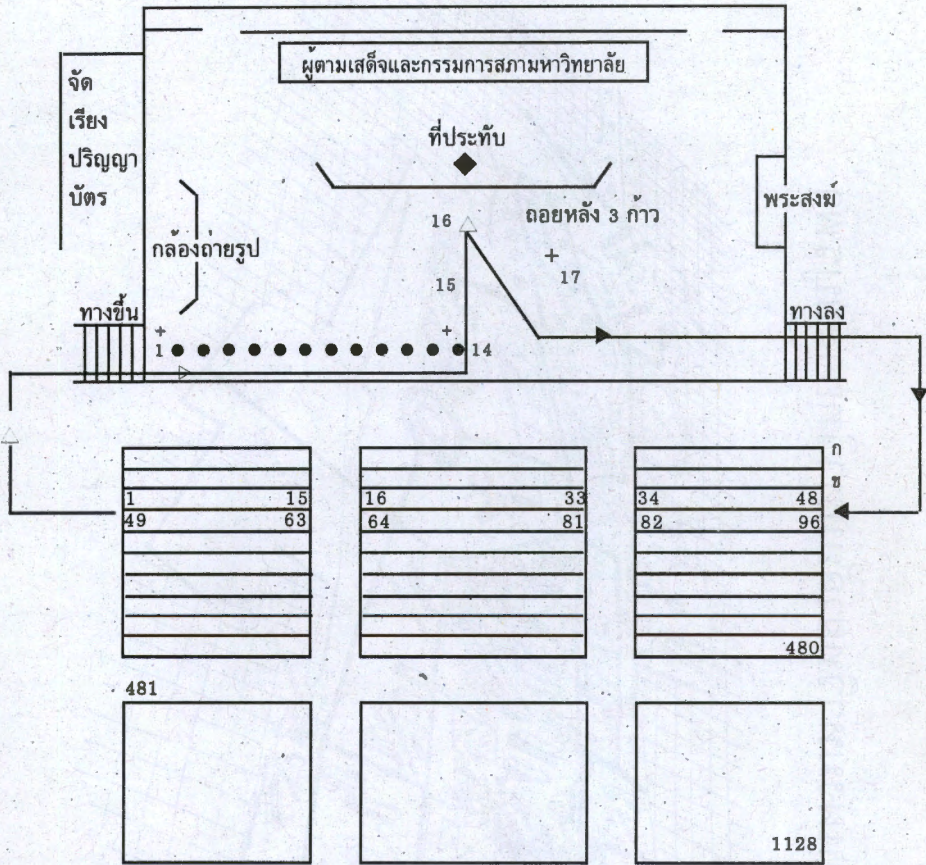 ผู้ตามเสด็จและกรรมการสภามหาวิทยาลัย
จัด
เรียง
ปริญญา
บัตร
ที่ประทับ
พระสงฆ์
16
ถอยหลัง 3 ก้าว
กล้องถ่ายรูป
+
17
15
ทางขึ้น
ทางลง
+ +
1 14
ก
ข
1 15 16 33 34 48
49 63 64 81 82 96
480
481
1128